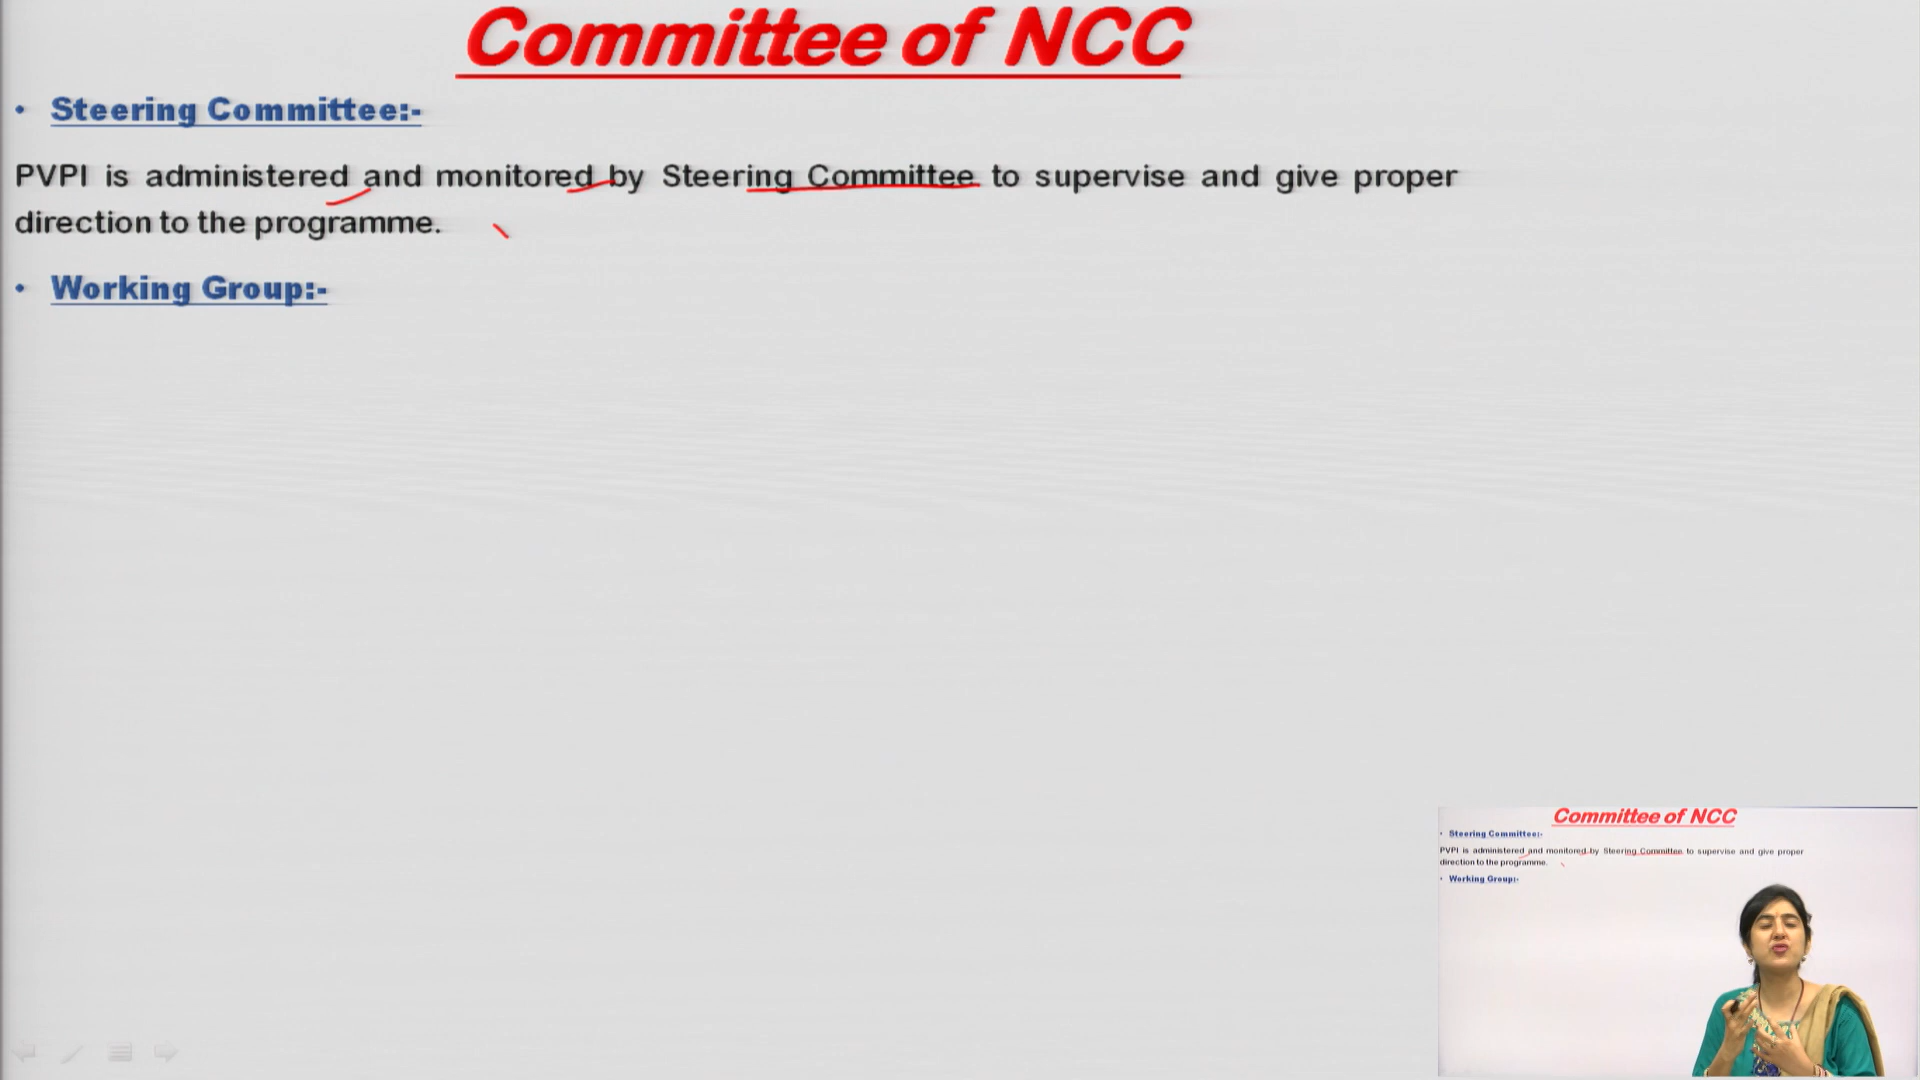 Committee of NCC
• Steering Committee:-
PVPI is administered and monitored by Steering Committee to supervise and give proper
direction to the programme.
• Working Group:-
Committee of NCC
• Steering Committee:-
PVPI is administered and monitored by Steering Committee to supervise and give proper
direction to the programme.
• Working Group:-